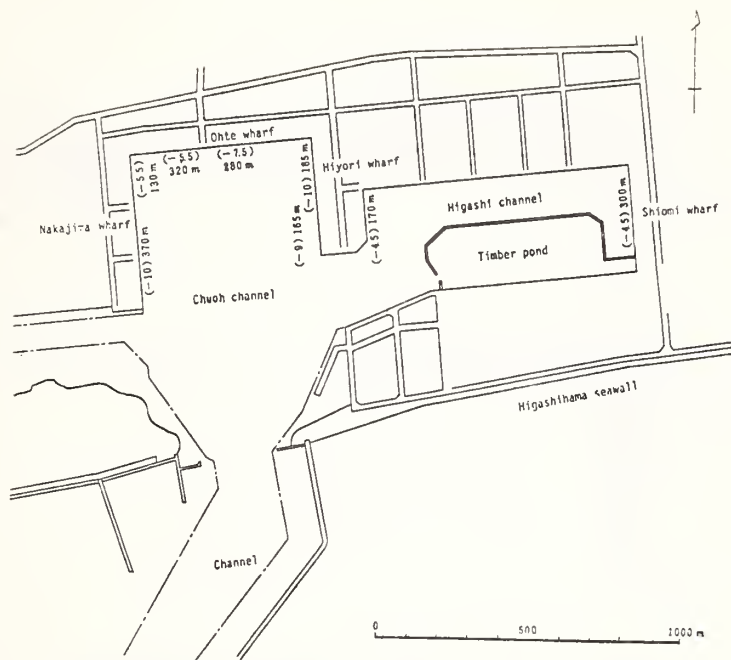 Ohte wharf
(-5.5)
320 m
(-7.5)
280 m
(-5.5)
130 m
Hiyori wharf
(-10) 185 m
(-9) 165 m
(-4.5) 170 m
Higashi channel
(-4.5) 300 m
Shiomi wharf
Nakajima wharf
(-10) 370 m
Timber pond
Chuoh channel
Higashihama seawall
Channel
0
500
1000 m